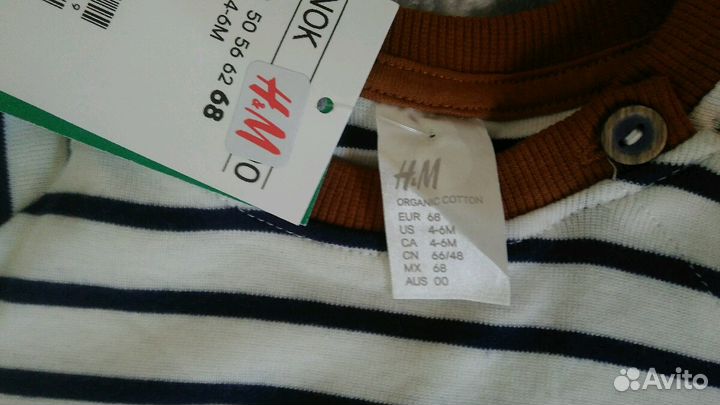 NOK
50 56 62 68
4-6M
H&M
9
H&M
ORGANIC COTTON
EUR 68
US 4-6M
CA 4-6M
CN 66/48
MX 68
AUS 00
Avito